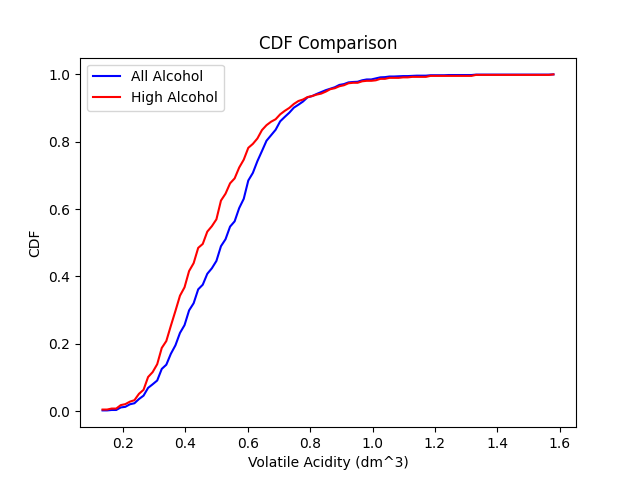 CDF Comparison
All Alcohol
High Alcohol
1.0
0.8
0.6
0.4
0.2
0.0
CDF
0.2 0.4 0.6 0.8 1.0 1.2 1.4 1.6
Volatile Acidity (dm^3)